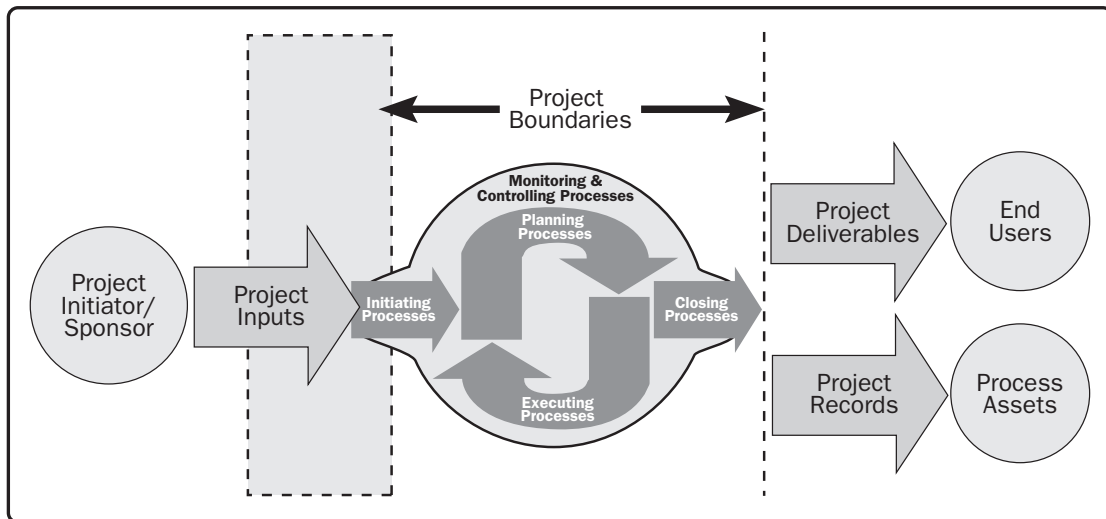 Project
Boundaries
Monitoring &
Controlling Processes
Planning
Processes
Project
Initiator/
Sponsor
Project
Inputs
Initiating
Processes
Executing
Processes
Closing
Processes
Project
Deliverables
End
Users
Project
Records
Process
Assets